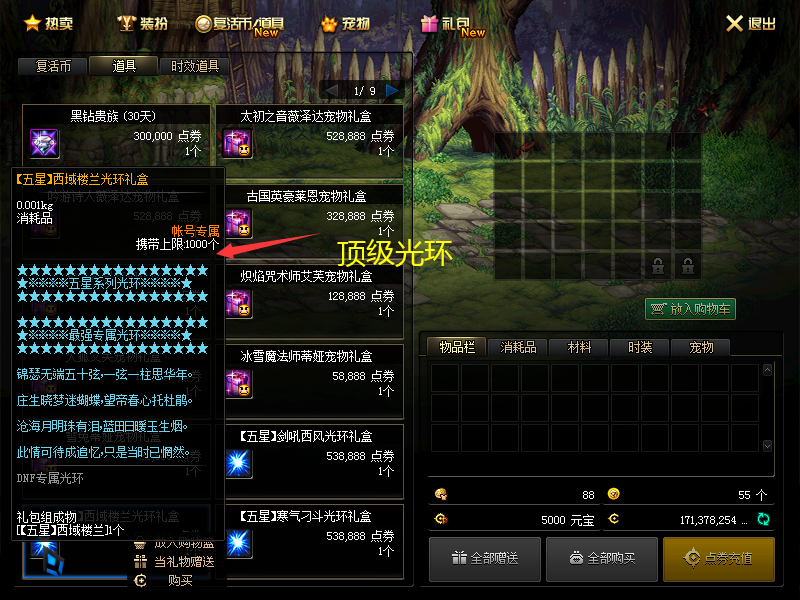 热卖
装扮
复活币/道具
New
宠物
礼包
New
退出
复活币
道具
时效道具
1/ 9
黑钻贵族 (30天)
300,000 点券
1个
太初之音薇泽达宠物礼盒
528,888 点券
1个
【五星】西域楼兰光环礼盒
0.001kg
消耗品
帐号专属
携带上限:1000个
★★★★★★★★★★★★★★★
★※※※※五星系列光环※※※※★
★★★★★★★★★★★★★★★
★★★★★★★★★★★★★★★
★※※※※最强专属光环※※※※★
★★★★★★★★★★★★★★★
锦瑟无端五十弦,一弦一柱思华年。
庄生晓梦迷蝴蝶,望帝春心托杜鹃。
沧海月明珠有泪,蓝田日暖玉生烟。
此情可待成追忆,只是当时已惘然。
DNF专属光环
礼包组成物
[【五星】西域楼兰]1个
古国英豪莱恩宠物礼盒
328,888 点券
1个
顶级光环
炽焰咒术师艾芙宠物礼盒
128,888 点券
1个
冰雪魔法师蒂娅宠物礼盒
58,888 点券
1个
【五星】剑吼西风光环礼盒
538,888 点券
1个
【五星】寒气刁斗光环礼盒
538,888 点券
1个
放入购物盒
当礼物赠送
购买
放入购物车
物品栏
消耗品
材料
时装
宠物
88
55 个
5000 元宝
171,378,254 ...
全部赠送
全部购买
点券充值